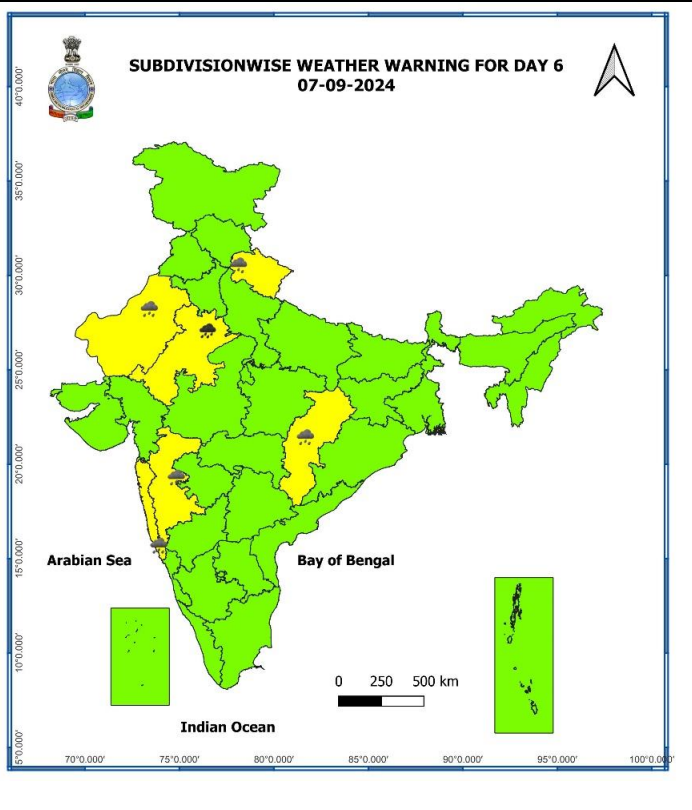 SUBDIVISIONWISE WEATHER WARNING FOR DAY 6
07-09-2024
40°0.000'
35°0.000'
30°0.000'
25°0.000'
20°0.000'
15°0.000'
10°0.000'
5°0.000'
Arabian Sea
Bay of Bengal
0 250 500 km
Indian Ocean
70°0.000' 75°0.000' 80°0.000' 85°0.000' 90°0.000' 95°0.000' 100°0.000'